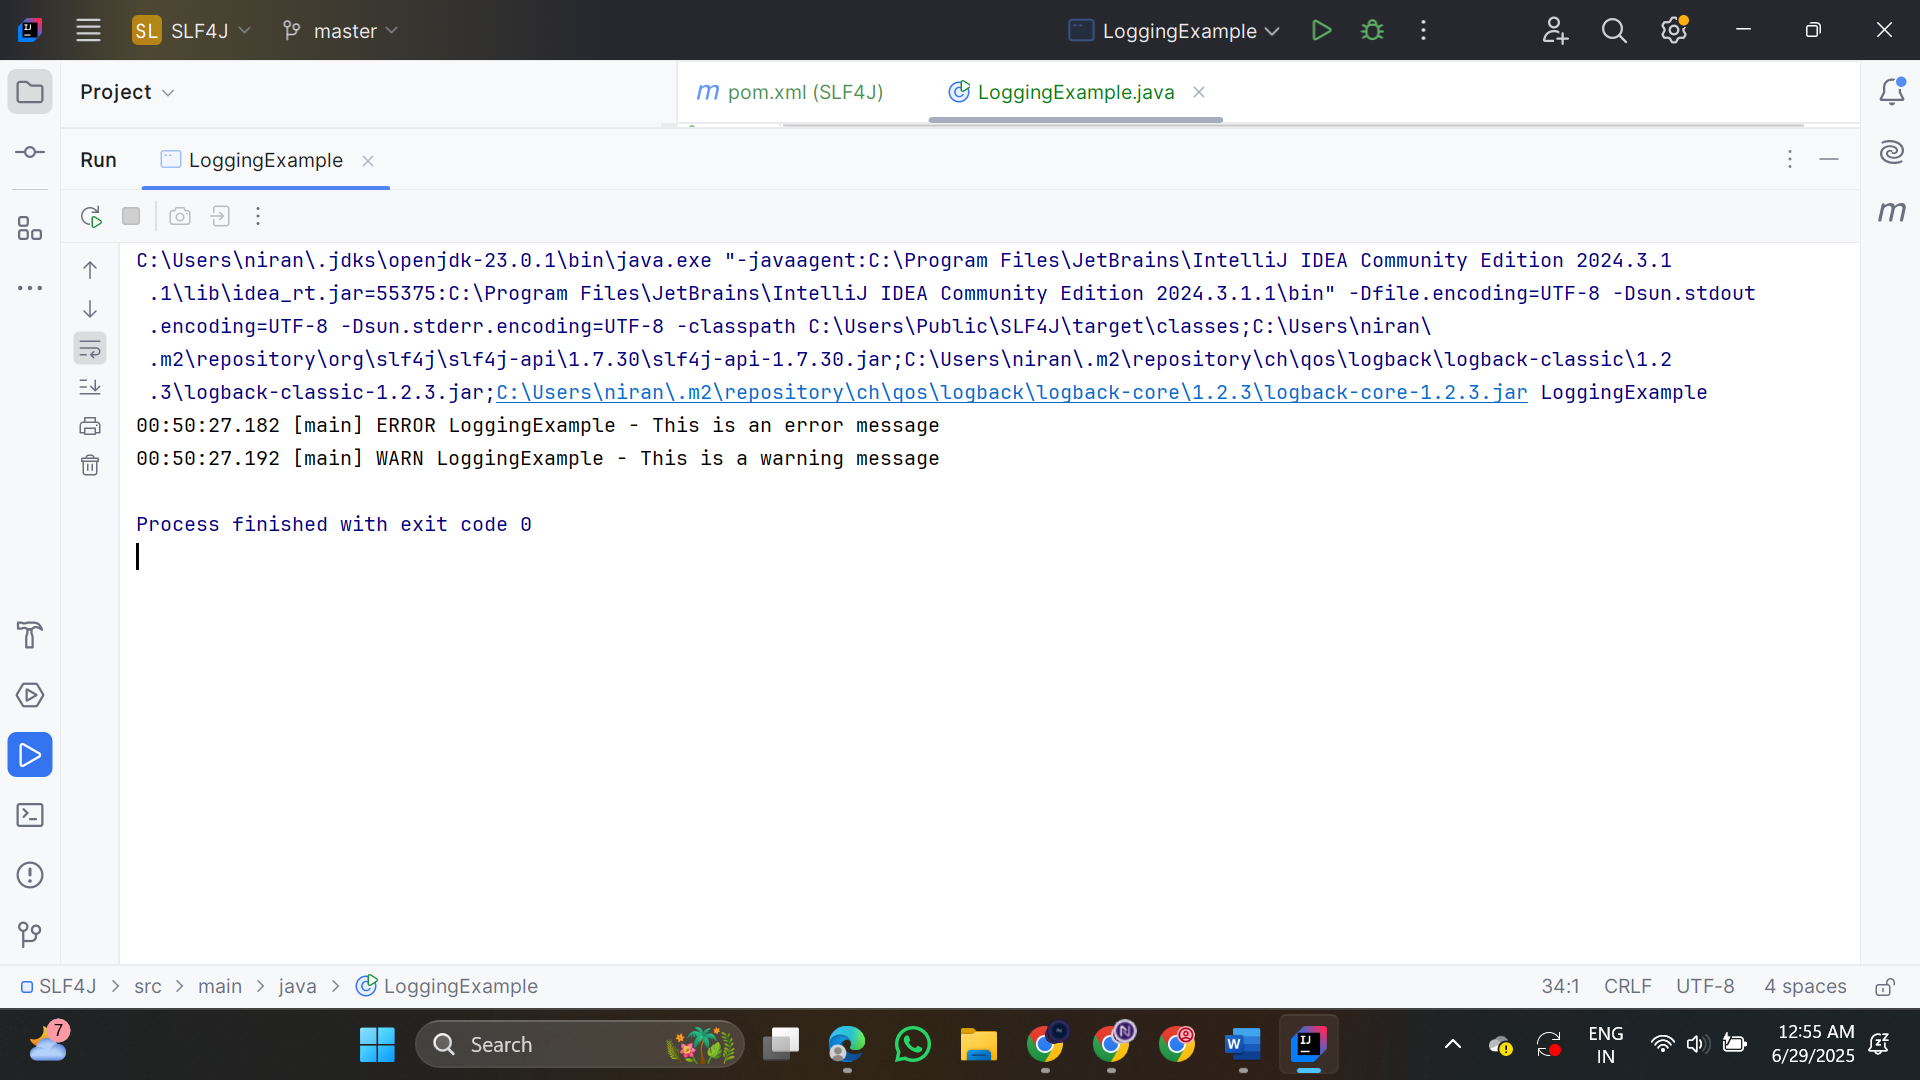 SL SLF4J master LoggingExample
Project
m pom.xml (SLF4J) LoggingExample.java
Run LoggingExample
m
C:\Users\niran\.jdks\openjdk-23.0.1\bin\java.exe "-javaagent:C:\Program Files\JetBrains\IntelliJ IDEA Community Edition 2024.3.1
.1\lib\idea_rt.jar=55375:C:\Program Files\JetBrains\IntelliJ IDEA Community Edition 2024.3.1.1\bin" -Dfile.encoding=UTF-8 -Dsun.stdout
.encoding=UTF-8 -Dsun.stderr.encoding=UTF-8 -classpath C:\Users\Public\SLF4J\target\classes;C:\Users\niran\
.m2\repository\org\slf4j\slf4j-api\1.7.30\slf4j-api-1.7.30.jar;C:\Users\niran\.m2\repository\ch\qos\logback\logback-classic\1.2
.3\logback-classic-1.2.3.jar;C:\Users\niran\.m2\repository\ch\qos\logback\logback-core\1.2.3\logback-core-1.2.3.jar LoggingExample
00:50:27.182 [main] ERROR LoggingExample - This is an error message
00:50:27.192 [main] WARN LoggingExample - This is a warning message
Process finished with exit code 0
SLF4J > src > main > java > LoggingExample
34:1 CRLF UTF-8 4 spaces
7
Search
ENG
IN
12:55 AM
6/29/2025